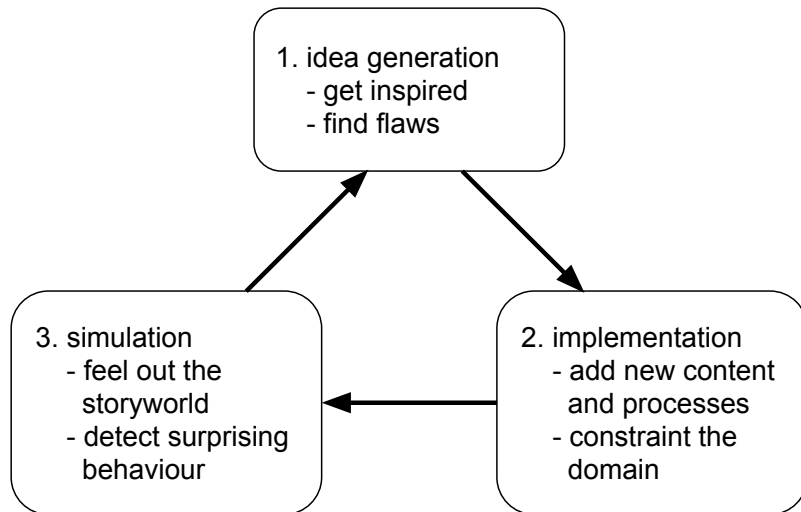 1. idea generation
- get inspired
- find flaws
2. implementation
- add new content
and processes
- constraint the
domain
3. simulation
- feel out the
storyworld
- detect surprising
behaviour